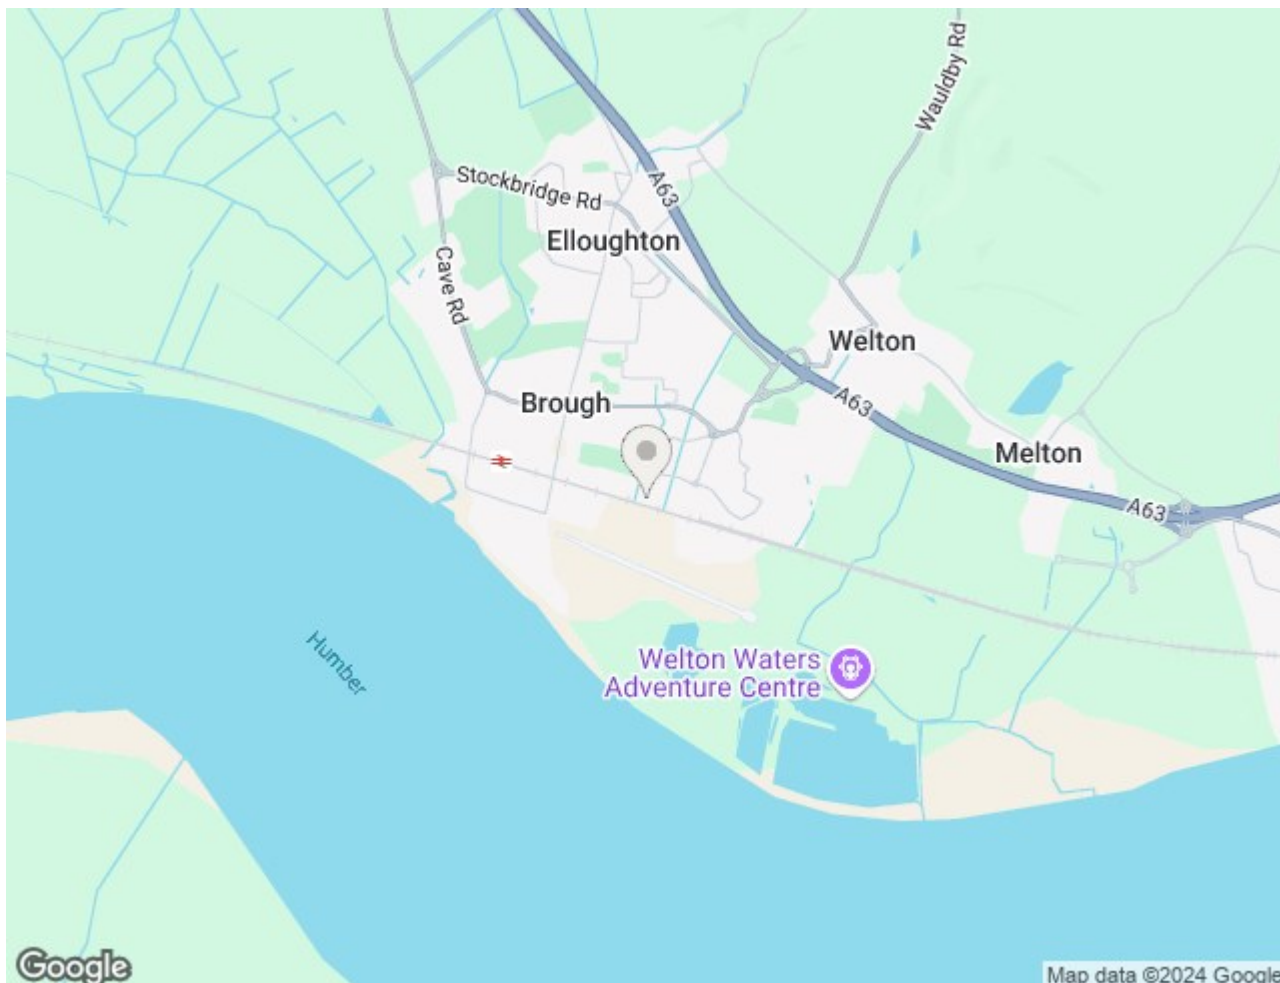 Wauldby Rd
Stockbridge Rd
A63
Elloughton
Cave Rd
Welton
Brough
A63
Melton
A63
Humber
Welton Waters
Adventure Centre
Google
Map data ©2024 Google